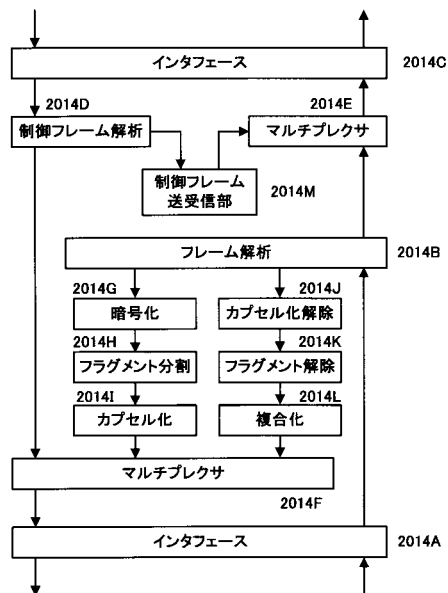 インタフェース 2014C
2014D 2014E
制御フレーム解析 マルチプレクサ
制御フレーム
送受信部
2014M
フレーム解析 2014B
2014G 2014J
暗号化 カプセル化解除
2014H 2014K
フラグメント分割 フラグメント解除
2014I 2014L
カプセル化 複合化
マルチプレクサ
2014F
インタフェース 2014A